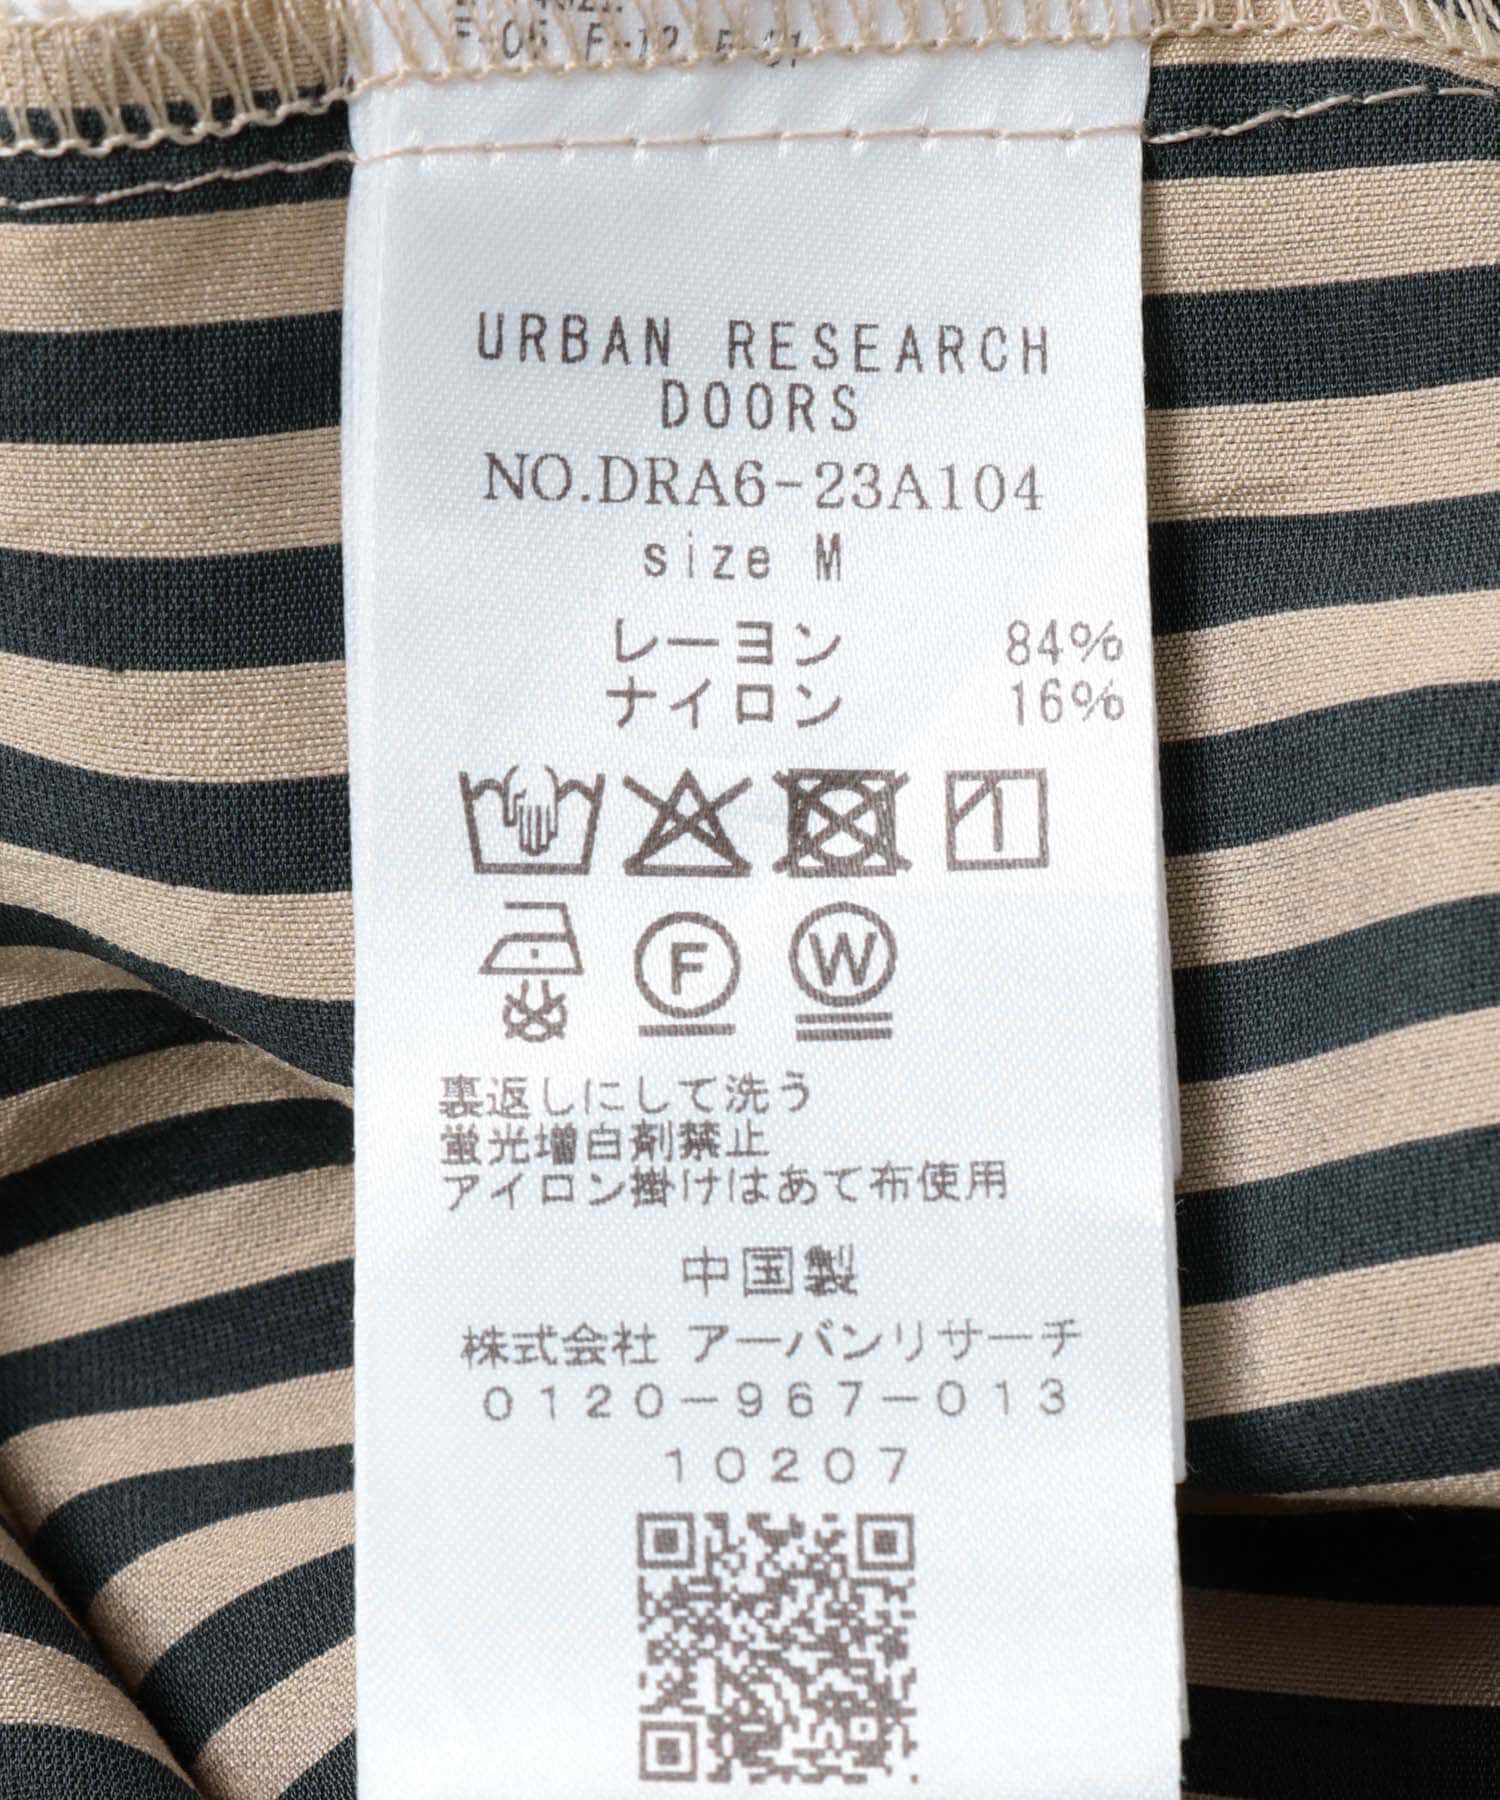 URBAN RESEARCH
DOORS
NO.DRA6-23A104
size M
レーヨン 84%
ナイロン 16%
F
W
裏返しにして洗う
蛍光増白剤禁止
アイロン掛けはあて布使用
中国製
株式会社 アーバンリサーチ
0120-967-013
10207